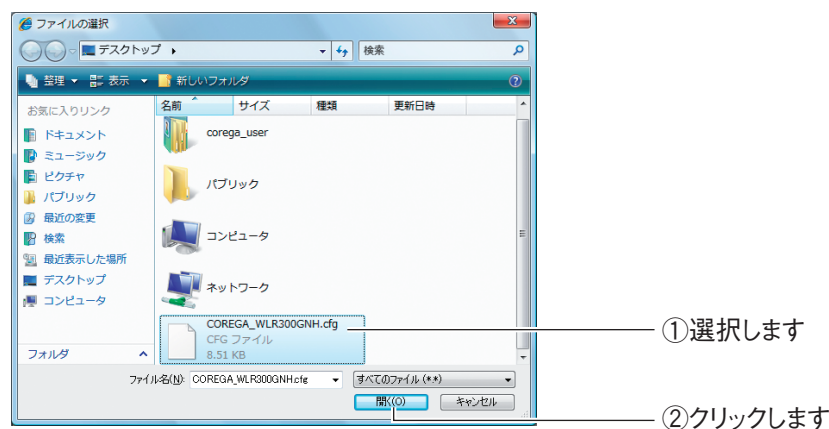 ファイルの選択
デスクトップ
検索
整理 表示 新しいフォルダ
お気に入りリンク
ドキュメント
ミュージック
ピクチャ
パブリック
最近の変更
検索
最近表示した場所
デスクトップ
コンピュータ
フォルダ
名前 サイズ 種類 更新日時
corega_user
パブリック
コンピュータ
ネットワーク
COREGA_WLR300GNH.cfg
CFG ファイル
8.51 KB
ファイル名(N): COREGA_WLR300GNH.cfg すべてのファイル (*.*)
開く(O) キャンセル
①選択します
②クリックします